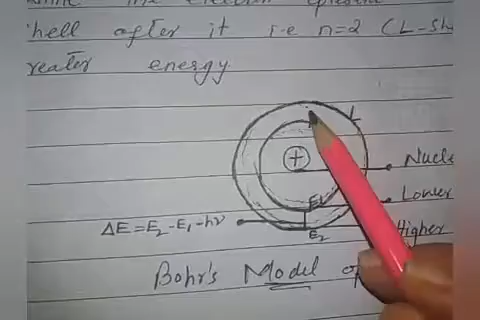 hell after it i.e n=2 (L-sh
reater energy
L
+
Nucle
E1
Lower
ΔE = E2 - E1 - hν
E2
Higher
Bohr's Model of